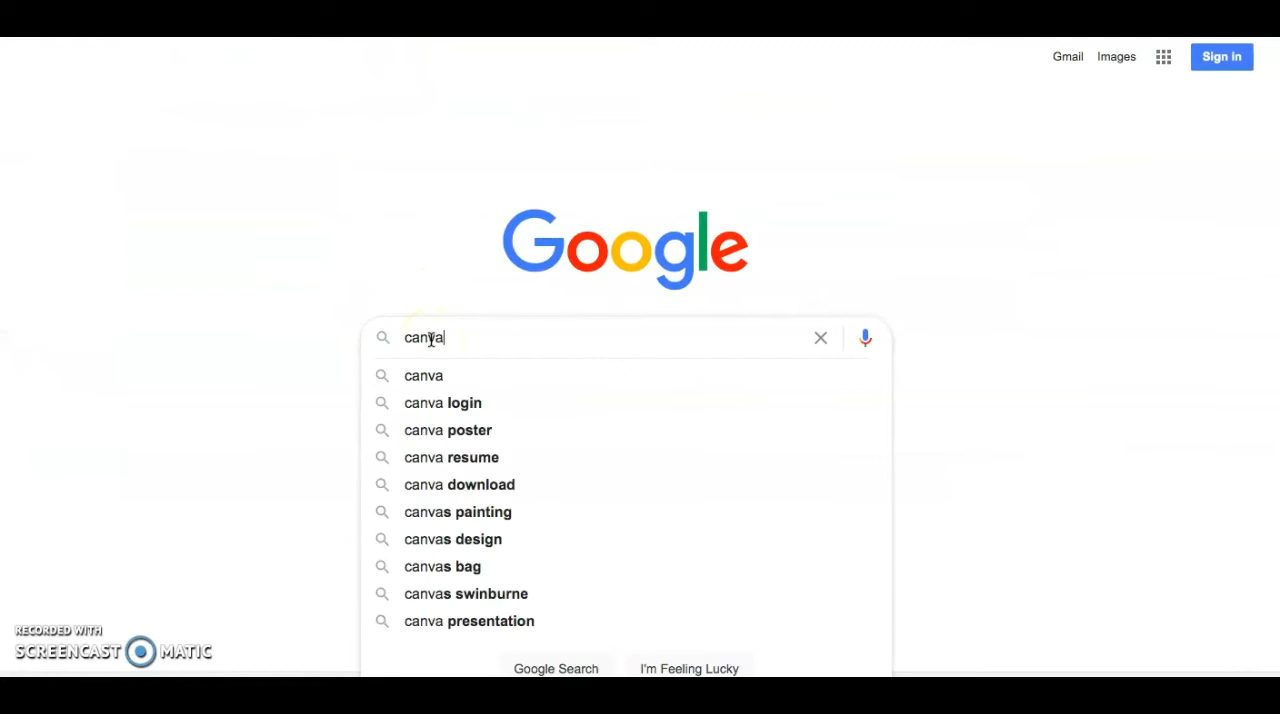 Gmail Images Sign in
Google
canva
canva
canva login
canva poster
canva resume
canva download
canvas painting
canvas design
canvas bag
canvas swinburne
canva presentation
Google Search I'm Feeling Lucky
RECORDED WITH
SCREENCAST MATIC